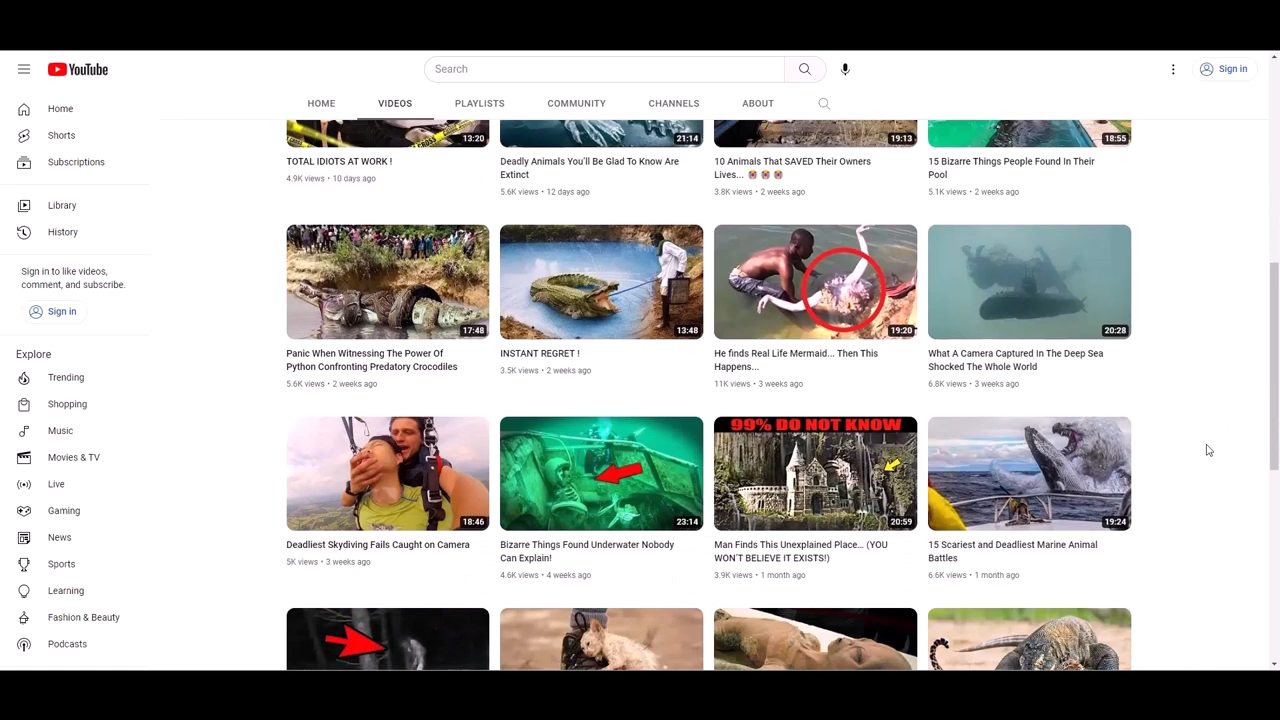 YouTube
Search
Sign in
HOME
VIDEOS
PLAYLISTS
COMMUNITY
CHANNELS
ABOUT
Home
Shorts
Subscriptions
Library
History
Sign in to like videos,
comment, and subscribe.
Sign in
Explore
Trending
Shopping
Music
Movies & TV
Live
Gaming
News
Sports
Learning
Fashion & Beauty
Podcasts
13:20
TOTAL IDIOTS AT WORK !
4.9K views • 10 days ago
21:14
Deadly Animals You'll Be Glad To Know Are
Extinct
5.6K views • 12 days ago
19:13
10 Animals That SAVED Their Owners
Lives...
3.8K views • 2 weeks ago
18:55
15 Bizarre Things People Found In Their
Pool
5.1K views • 2 weeks ago
17:48
Panic When Witnessing The Power Of
Python Confronting Predatory Crocodiles
5.6K views • 2 weeks ago
13:48
INSTANT REGRET !
3.5K views • 2 weeks ago
19:20
He finds Real Life Mermaid... Then This
Happens...
11K views • 3 weeks ago
20:28
What A Camera Captured In The Deep Sea
Shocked The Whole World
6.8K views • 3 weeks ago
18:46
Deadliest Skydiving Fails Caught on Camera
5K views • 3 weeks ago
23:14
Bizarre Things Found Underwater Nobody
Can Explain!
4.6K views • 4 weeks ago
99% DO NOT KNOW
20:59
Man Finds This Unexplained Place... (YOU
WON'T BELIEVE IT EXISTS!)
3.9K views • 1 month ago
19:24
15 Scariest and Deadliest Marine Animal
Battles
6.6K views • 1 month ago